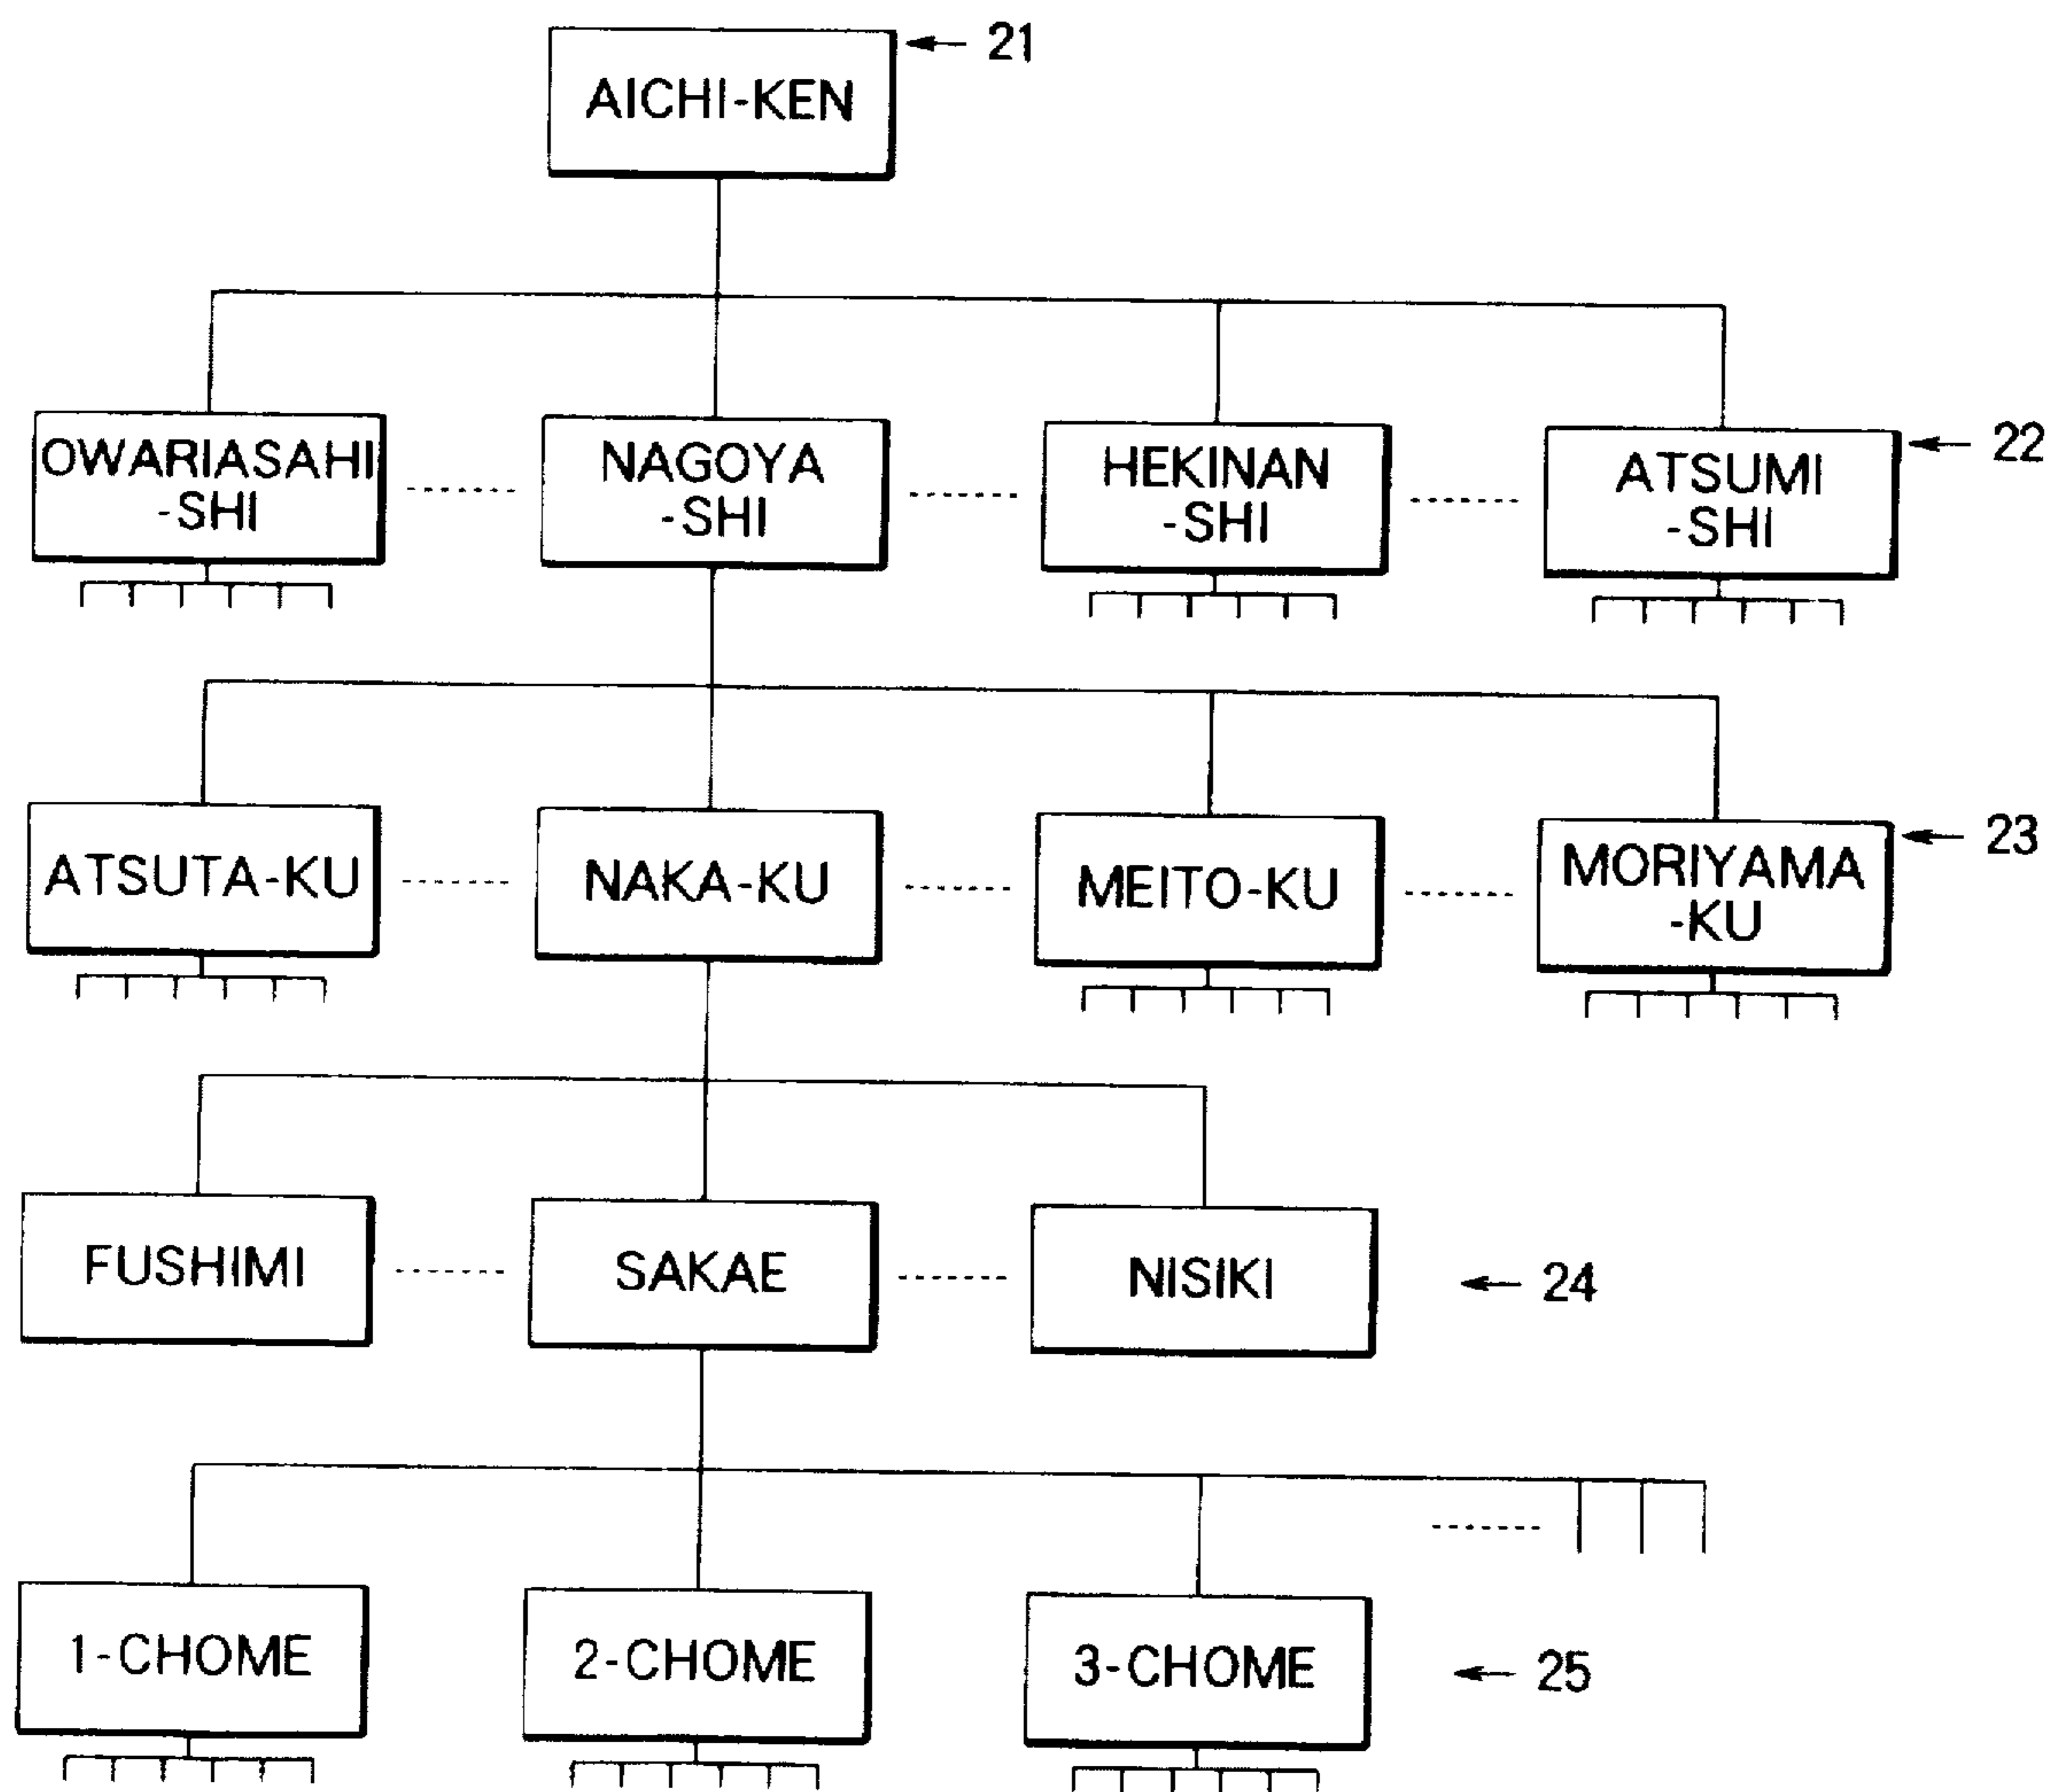 AICHI-KEN
21
OWARIASAHI
-SHI
NAGOYA
-SHI
HEKINAN
-SHI
ATSUMI
-SHI
22
ATSUTA-KU
NAKA-KU
MEITO-KU
MORIYAMA
-KU
23
FUSHIMI
SAKAE
NISIKI
24
1-CHOME
2-CHOME
3-CHOME
25